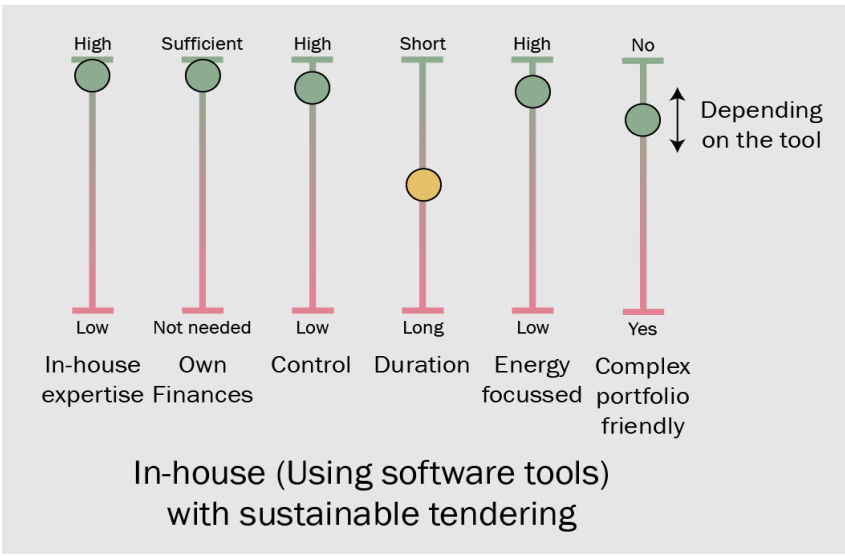 High
Sufficient
High
Short
High
No
Depending
on the tool
Low
Not needed
Low
Long
Low
Yes
In-house
expertise
Own
Finances
Control
Duration
Energy
focussed
Complex
portfolio
friendly
In-house (Using software tools)
with sustainable tendering